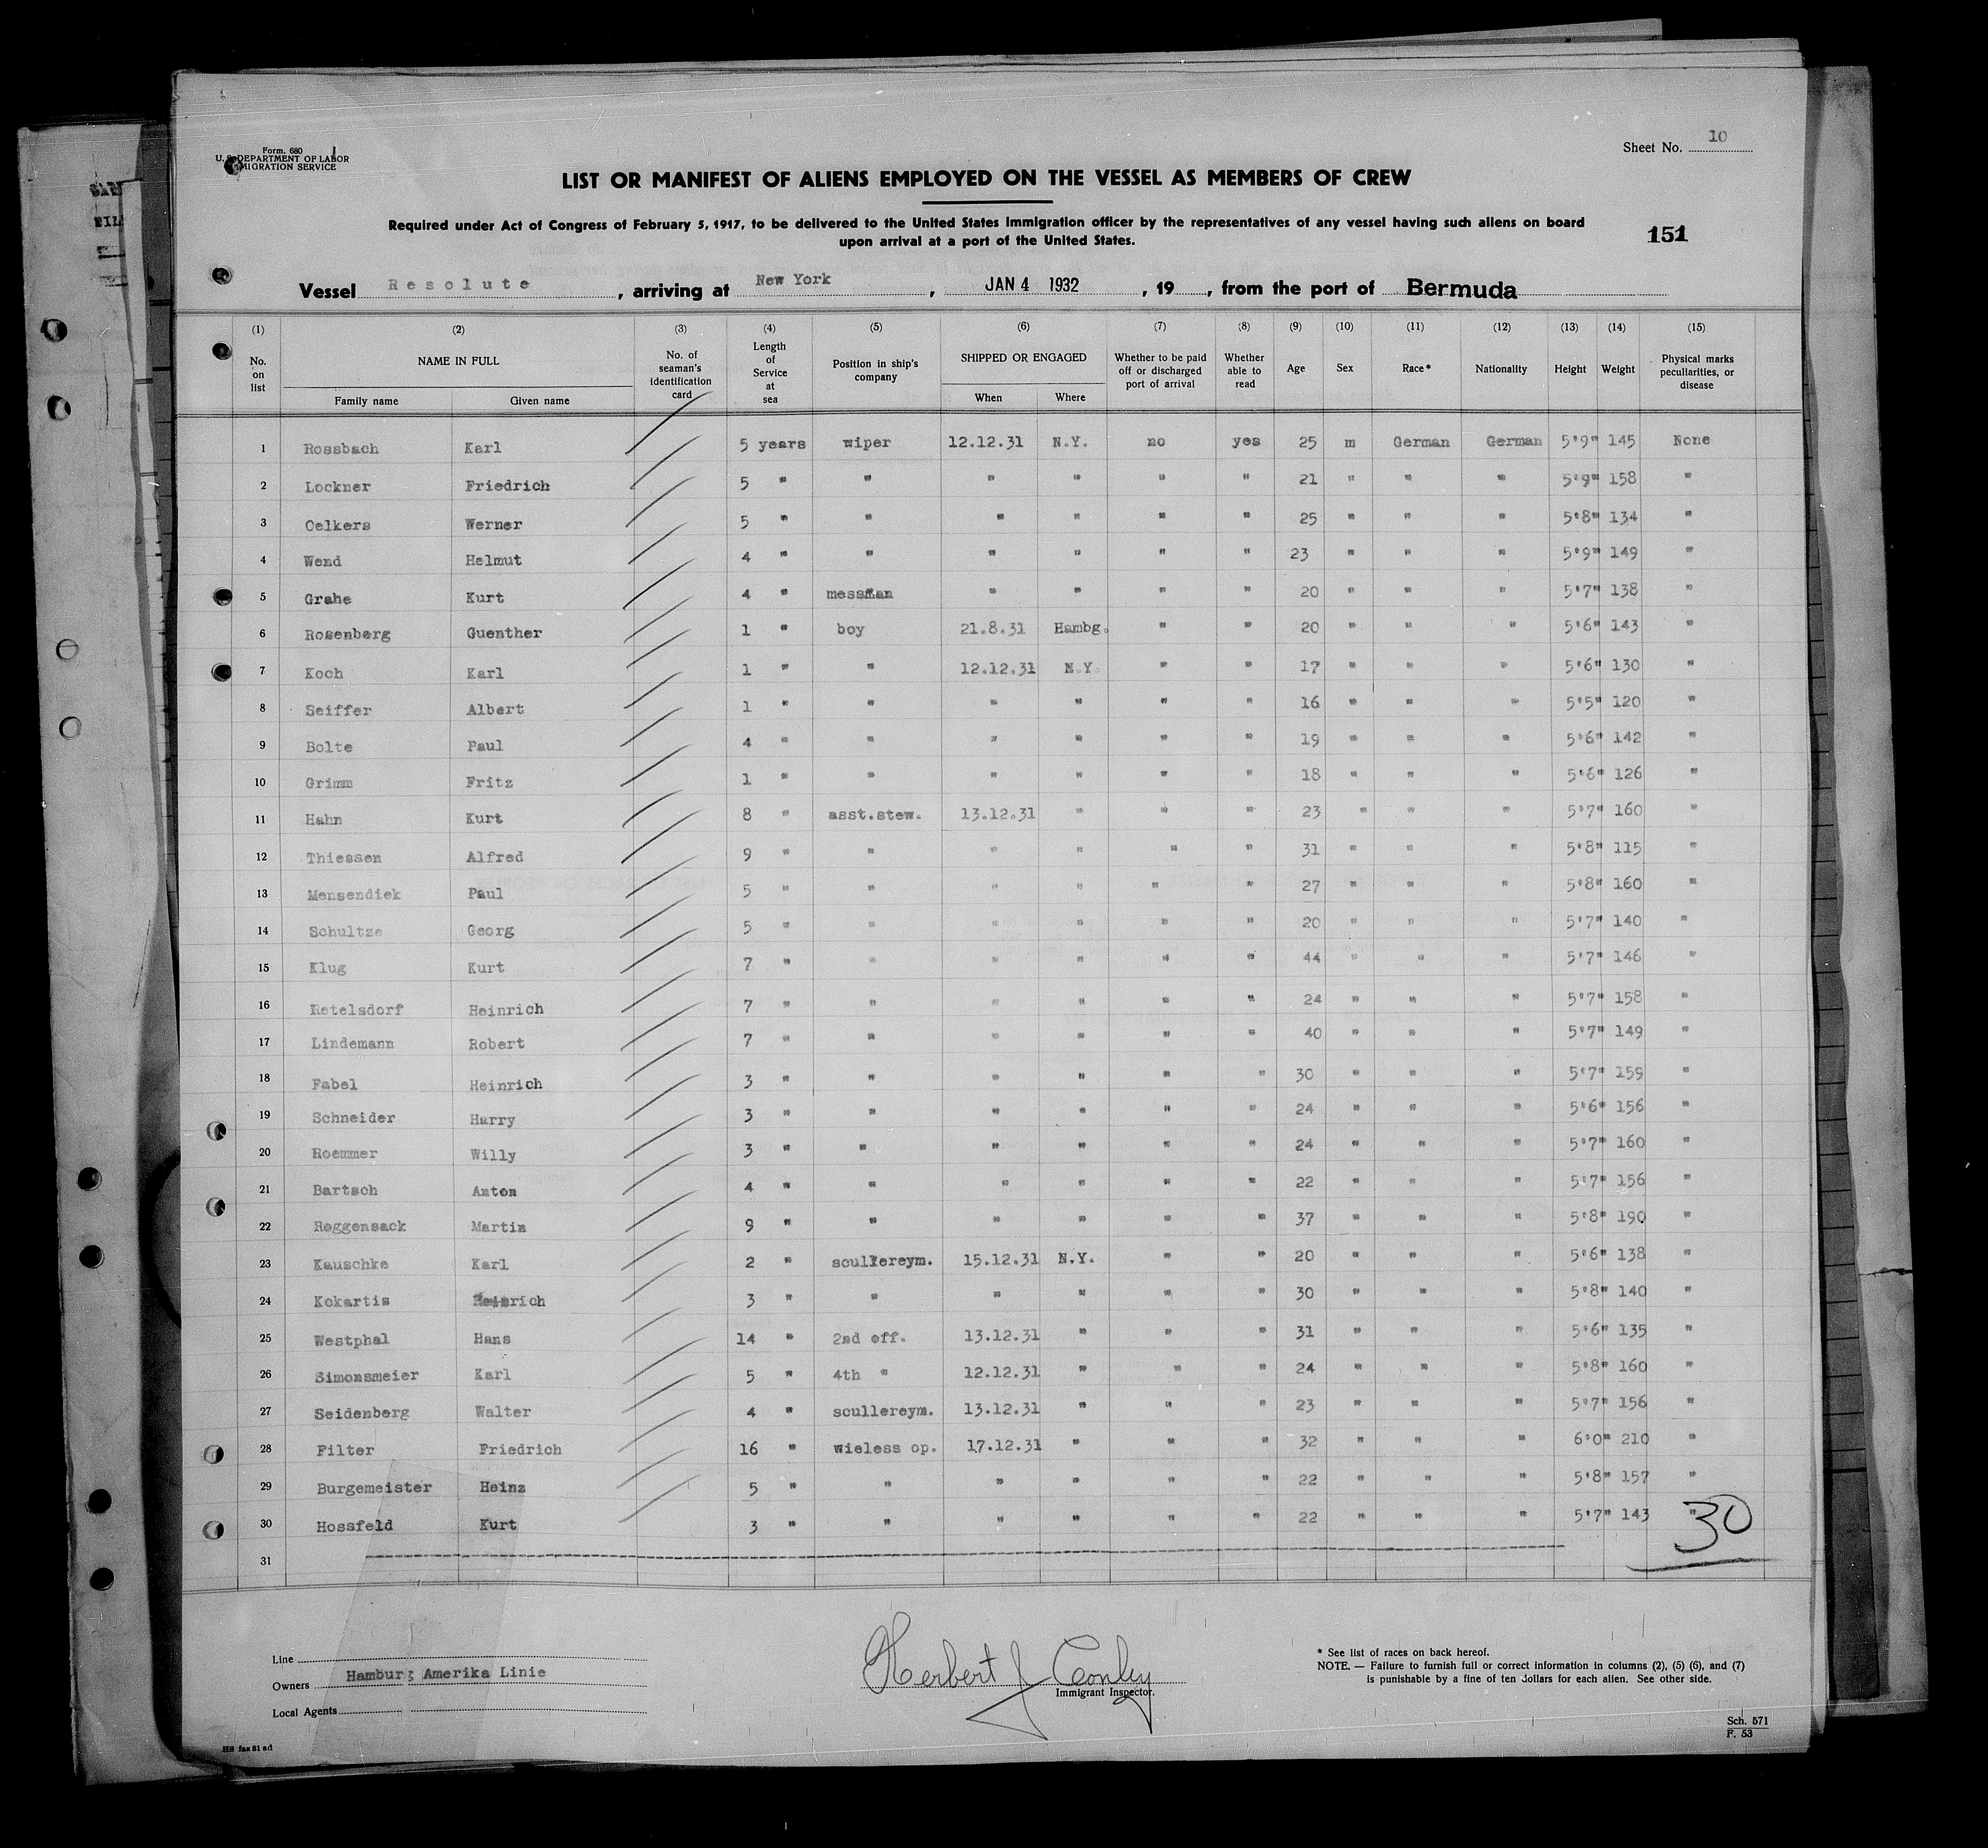 Form. 680
U. S. DEPARTMENT OF LABOR
IMMIGRATION SERVICE
Sheet No. 10
LIST OR MANIFEST OF ALIENS EMPLOYED ON THE VESSEL AS MEMBERS OF CREW
Required under Act of Congress of February 5, 1917, to be delivered to the United States Immigration officer by the representatives of any vessel having such aliens on board
upon arrival at a port of the United States.
151
Vessel Resolute, arriving at New York, JAN 4 1932, 19, from the port of Bermuda
(1) (2) (3) (4) (5) (6) (7) (8) (9) (10) (11) (12) (13) (14) (15)
No. on list NAME IN FULL Family name Given name No. of seaman's identification card Length of Service at sea Position in ship's company SHIPPED OR ENGAGED When Where Whether to be paid off or discharged port of arrival Whether able to read Age Sex Race* Nationality Height Weight Physical marks peculiarities, or disease
1 Rossbach Karl 5 years wiper 12.12.31 N.Y. no yes 25 m German German 5'9" 145 None
2 Lockner Friedrich 5 " " " " " " 21 " " " 5'9" 158 "
3 Oelkers Werner 5 " " " " " " 25 " " " 5'8" 134 "
4 Wend Helmut 4 " " " " " " 23 " " " 5'9" 149 "
5 Grahe Kurt 4 " messman " " " " 20 " " " 5'7" 138 "
6 Rosenberg Guenther 1 " boy 21.8.31 Hambg. " " 20 " " " 5'6" 143 "
7 Koch Karl 1 " " 12.12.31 N.Y. " " 17 " " " 5'6" 130 "
8 Seiffer Albert 1 " " " " " " 16 " " " 5'5" 120 "
9 Bolte Paul 4 " " " " " " 19 " " " 5'6" 142 "
10 Grimm Fritz 1 " " " " " " 18 " " " 5'6" 126 "
11 Hahn Kurt 8 " asst.stew. 13.12.31 " " " 23 " " " 5'7" 160 "
12 Thiessen Alfred 9 " " " " " " 31 " " " 5'8" 115 "
13 Mensendiek Paul 5 " " " " " " 27 " " " 5'8" 160 "
14 Schultze Georg 5 " " " " " " 20 " " " 5'7" 140 "
15 Klug Kurt 7 " " " " " " 44 " " " 5'7" 146 "
16 Retelsdorf Heinrich 7 " " " " " " 24 " " " 5'7" 158 "
17 Lindemann Robert 7 " " " " " " 40 " " " 5'7" 149 "
18 Fabel Heinrich 3 " " " " " " 30 " " " 5'7" 159 "
19 Schneider Harry 3 " " " " " " 24 " " " 5'6" 156 "
20 Roemmer Willy 3 " " " " " " 24 " " " 5'7" 160 "
21 Bartsch Anton 4 " " " " " " 22 " " " 5'7" 156 "
22 Roggensack Martin 9 " " " " " " 37 " " " 5'8" 190 "
23 Kauschke Karl 2 " scullereym. 15.12.31 N.Y. " " 20 " " " 5'6" 138 "
24 Kokartis Heinrich 3 " " " " " " 30 " " " 5'8" 140 "
25 Westphal Hans 14 " 2nd off. 13.12.31 " " " 31 " " " 5'6" 135 "
26 Simonsmeier Karl 5 " 4th " 12.12.31 " " " 24 " " " 5'8" 160 "
27 Seidenberg Walter 4 " scullereym. 13.12.31 " " " 23 " " " 5'7" 156 "
28 Filter Friedrich 16 " wieless op. 17.12.31 " " " 32 " " " 6'0" 210 "
29 Burgemeister Heinz 5 " " " " " " 22 " " " 5'8" 157 "
30 Hossfeld Kurt 3 " " " " " " 22 " " " 5'7" 143 "
30
31
Line
Owners Hamburg Amerika Linie
Local Agents
Herbert J Conley
Immigrant Inspector.
* See list of races on back hereof.
NOTE. — Failure to furnish full or correct information in columns (2), (5) (6), and (7)
is punishable by a fine of ten dollars for each alien. See other side.
Sch. 571
F. 53